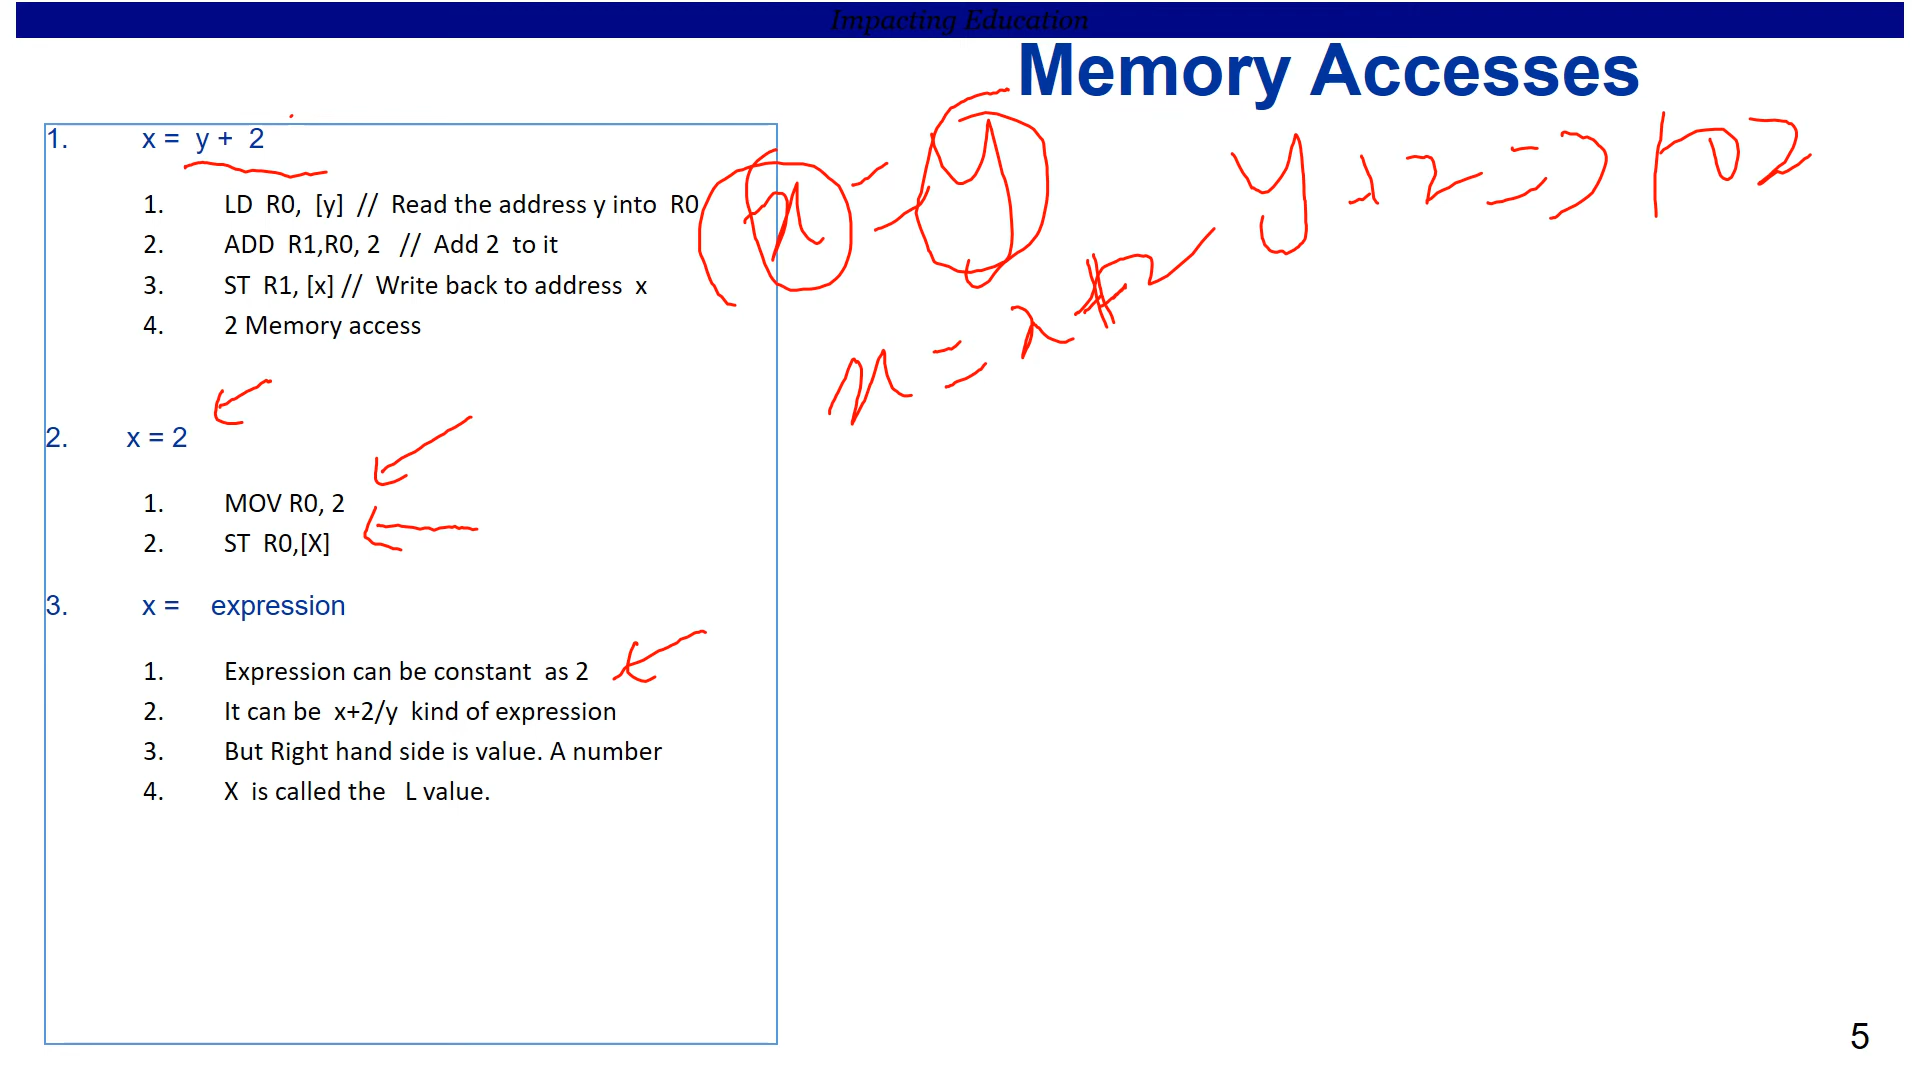 Impacting Education
Memory Accesses
1. x = y + 2
1. LD R0, [y] // Read the address y into R0
2. ADD R1,R0, 2 // Add 2 to it
3. ST R1, [x] // Write back to address x
4. 2 Memory access
2. x = 2
1. MOV R0, 2
2. ST R0,[X]
3. x = expression
1. Expression can be constant as 2
2. It can be x+2/y kind of expression
3. But Right hand side is value. A number
4. X is called the L value.
x = y
y + 2 => 102
x = x + 2
5